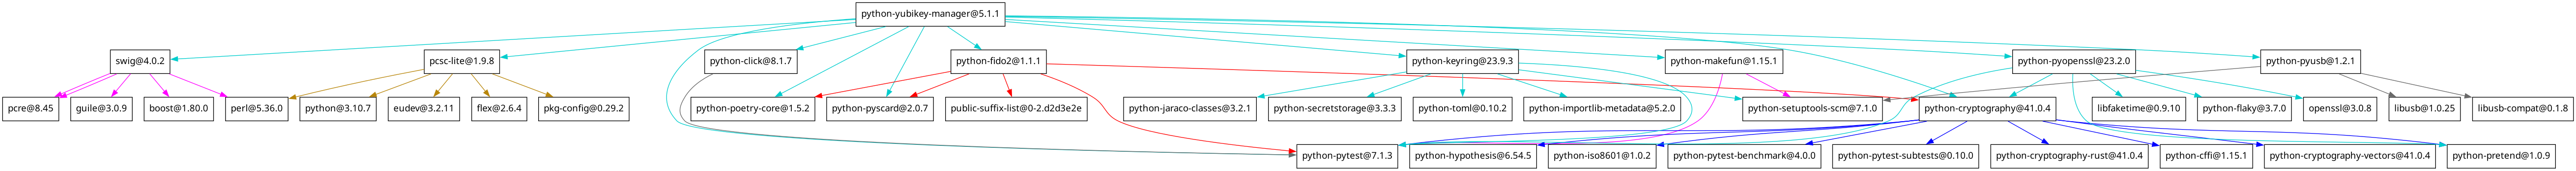 python-yubikey-manager@5.1.1
swig@4.0.2
pcsc-lite@1.9.8
python-click@8.1.7
python-fido2@1.1.1
python-keyring@23.9.3
python-makefun@1.15.1
python-pyopenssl@23.2.0
python-pyusb@1.2.1
pcre@8.45
guile@3.0.9
boost@1.80.0
perl@5.36.0
python@3.10.7
eudev@3.2.11
flex@2.6.4
pkg-config@0.29.2
python-poetry-core@1.5.2
python-pyscard@2.0.7
public-suffix-list@0-2.d2d3e2e
python-jaraco-classes@3.2.1
python-secretstorage@3.3.3
python-toml@0.10.2
python-importlib-metadata@5.2.0
python-setuptools-scm@7.1.0
python-cryptography@41.0.4
libfaketime@0.9.10
python-flaky@3.7.0
openssl@3.0.8
libusb@1.0.25
libusb-compat@0.1.8
python-pytest@7.1.3
python-hypothesis@6.54.5
python-iso8601@1.0.2
python-pytest-benchmark@4.0.0
python-pytest-subtests@0.10.0
python-cryptography-rust@41.0.4
python-cffi@1.15.1
python-cryptography-vectors@41.0.4
python-pretend@1.0.9